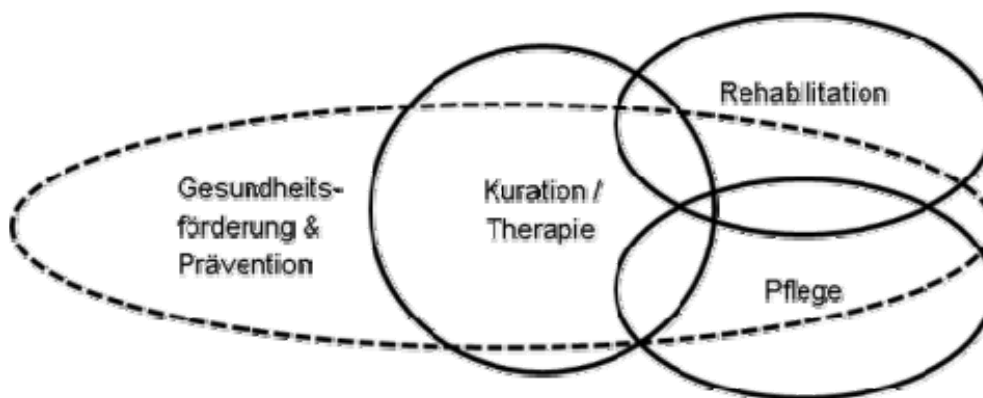 Rehabilitation
Gesundheits-
förderung &
Prävention
Kuration /
Therapie
Pflege